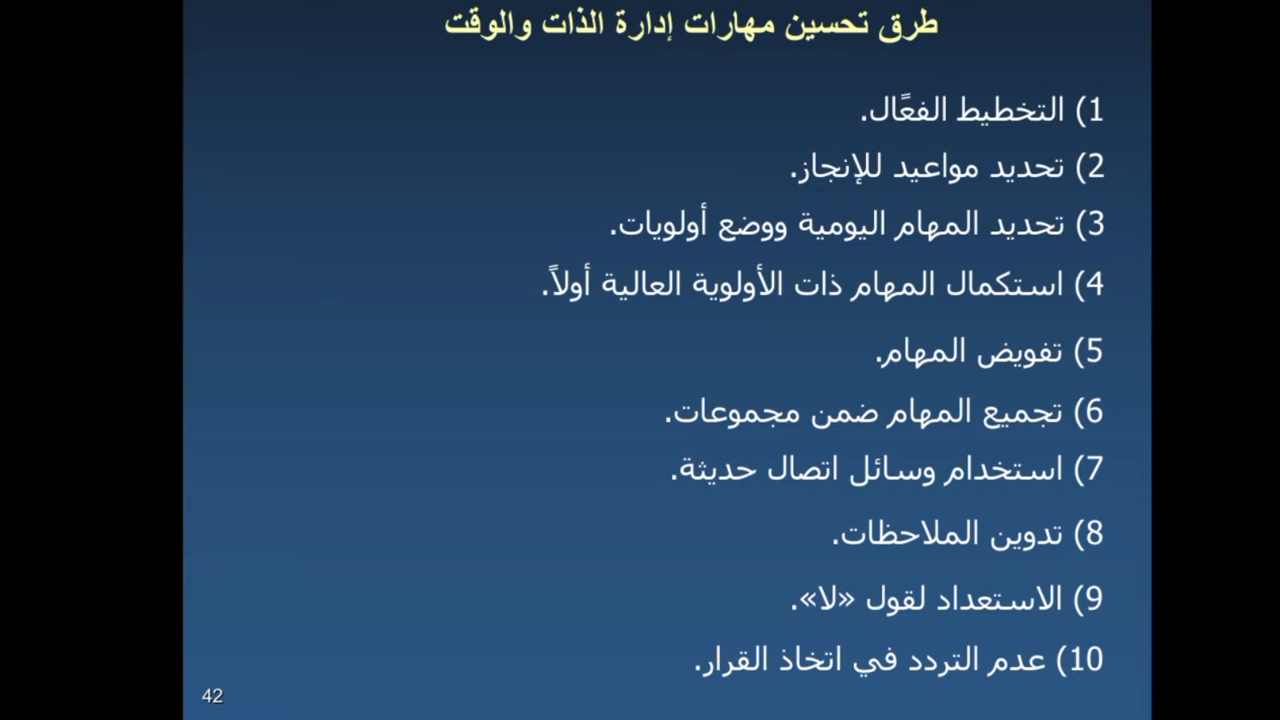 طرق تحسين مهارات إدارة الذات والوقت
1) التخطيط الفعًال.
2) تحديد مواعيد للإنجاز.
3) تحديد المهام اليومية ووضع أولويات.
4) استكمال المهام ذات الأولوية العالية أولاً.
5) تفويض المهام.
6) تجميع المهام ضمن مجموعات.
7) استخدام وسائل اتصال حديثة.
8) تدوين الملاحظات.
9) الاستعداد لقول «لا».
10) عدم التردد في اتخاذ القرار.
42